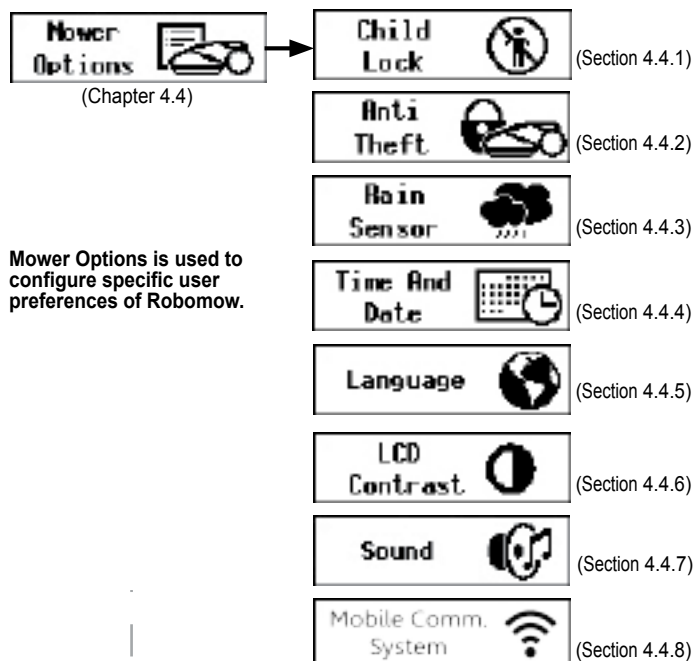 Mower
Options
(Chapter 4.4)
Mower Options is used to
configure specific user
preferences of Robomow.
Child
Lock
(Section 4.4.1)
Anti
Theft
(Section 4.4.2)
Rain
Sensor
(Section 4.4.3)
Time And
Date
(Section 4.4.4)
Language
(Section 4.4.5)
LCD
Contrast
(Section 4.4.6)
Sound
(Section 4.4.7)
Mobile Comm.
System
(Section 4.4.8)